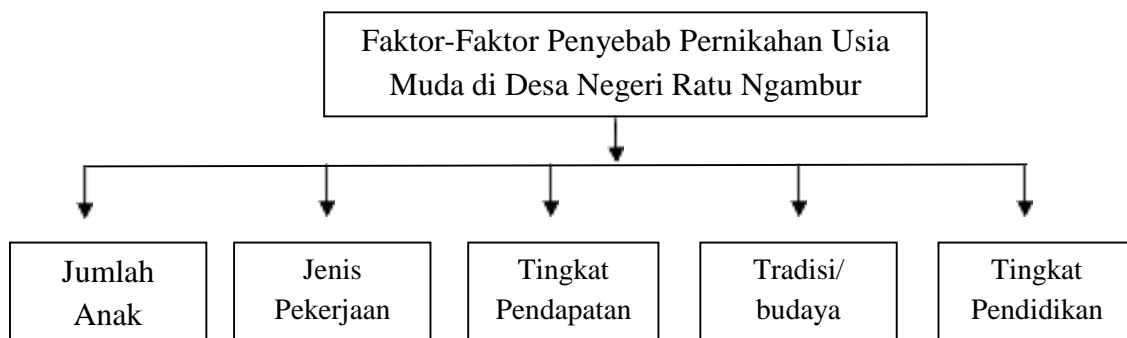 Faktor-Faktor Penyebab Pernikahan Usia
Muda di Desa Negeri Ratu Ngambur
Jumlah
Anak
Jenis
Pekerjaan
Tingkat
Pendapatan
Tradisi/
budaya
Tingkat
Pendidikan